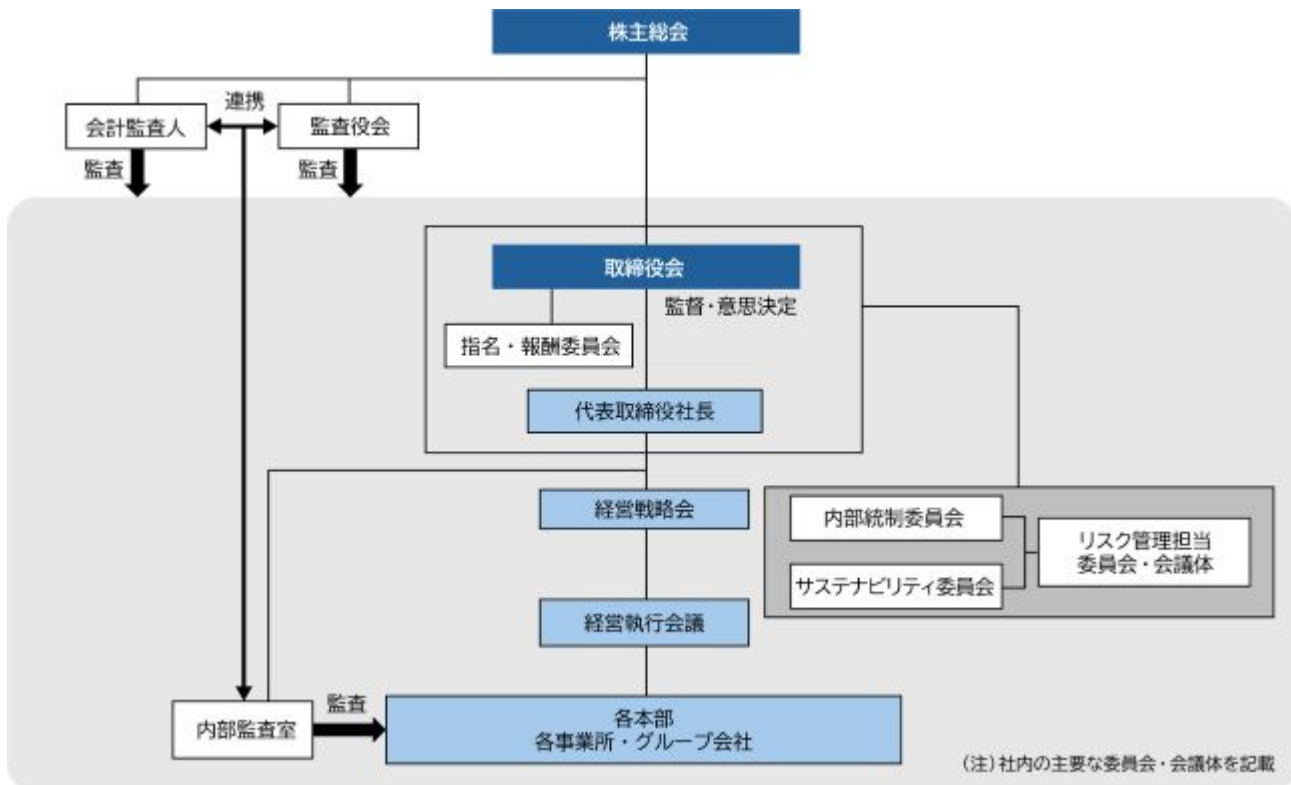 株主総会
連携
会計監査人
監査役会
監査
監査
取締役会
監督・意思決定
指名・報酬委員会
代表取締役社長
経営戦略会
内部統制委員会
リスク管理担当
委員会・会議体
サステナビリティ委員会
経営執行会議
監査
内部監査室
各本部
各事業所・グループ会社
(注)社内の主要な委員会・会議体を記載